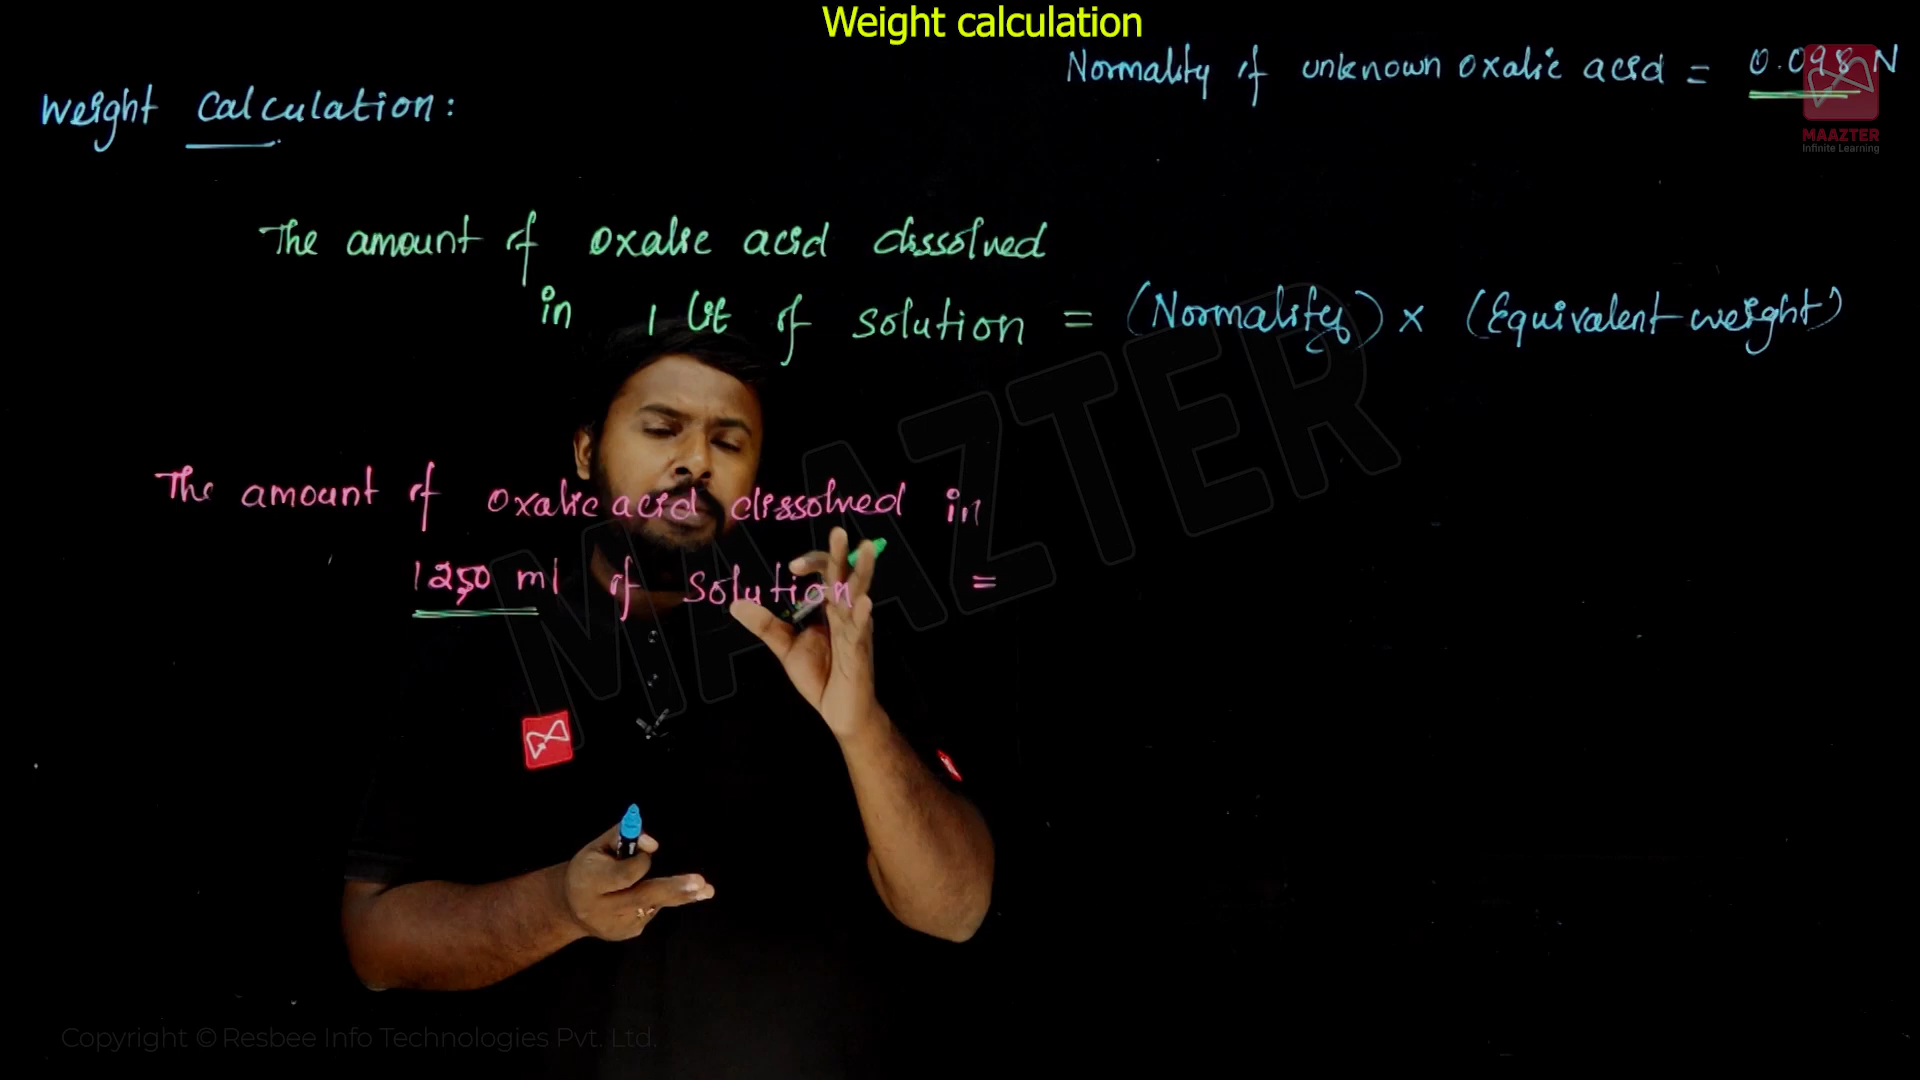 Weight calculation
Normality of unknown oxalic acid = 0.098 N
Weight Calculation:
MAAZTER
Infinite Learning
The amount of oxalic acid dissolved
in 1 lit of solution = (Normality) x (Equivalent weight)
MAAZTER
The amount of oxalic acid dissolved in
1250 ml of solution =
Copyright © Resbee Info Technologies Pvt. Ltd.